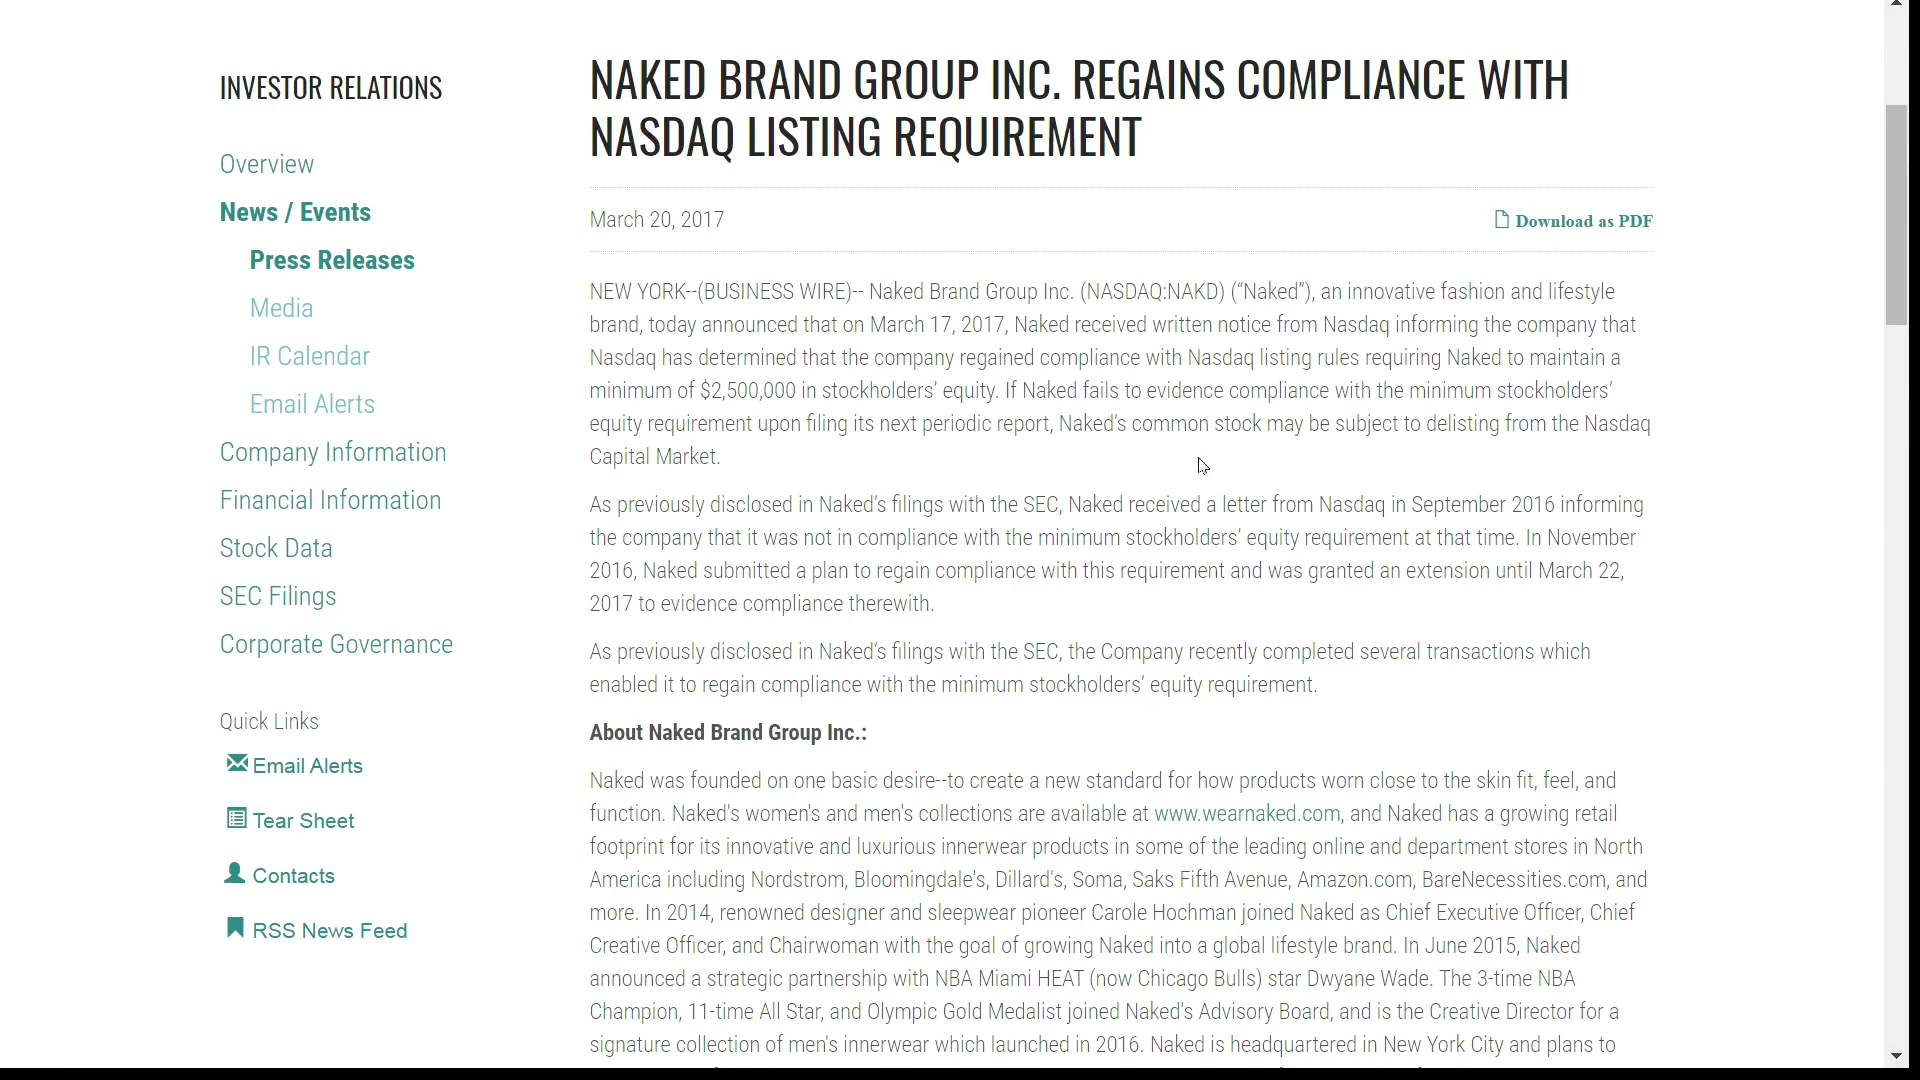 INVESTOR RELATIONS
Overview
News / Events
Press Releases
Media
IR Calendar
Email Alerts
Company Information
Financial Information
Stock Data
SEC Filings
Corporate Governance
Quick Links
Email Alerts
Tear Sheet
Contacts
RSS News Feed
NAKED BRAND GROUP INC. REGAINS COMPLIANCE WITH
NASDAQ LISTING REQUIREMENT
March 20, 2017
Download as PDF
NEW YORK--(BUSINESS WIRE)-- Naked Brand Group Inc. (NASDAQ:NAKD) (“Naked”), an innovative fashion and lifestyle
brand, today announced that on March 17, 2017, Naked received written notice from Nasdaq informing the company that
Nasdaq has determined that the company regained compliance with Nasdaq listing rules requiring Naked to maintain a
minimum of $2,500,000 in stockholders’ equity. If Naked fails to evidence compliance with the minimum stockholders’
equity requirement upon filing its next periodic report, Naked’s common stock may be subject to delisting from the Nasdaq
Capital Market.
As previously disclosed in Naked’s filings with the SEC, Naked received a letter from Nasdaq in September 2016 informing
the company that it was not in compliance with the minimum stockholders’ equity requirement at that time. In November
2016, Naked submitted a plan to regain compliance with this requirement and was granted an extension until March 22,
2017 to evidence compliance therewith.
As previously disclosed in Naked’s filings with the SEC, the Company recently completed several transactions which
enabled it to regain compliance with the minimum stockholders’ equity requirement.
About Naked Brand Group Inc.:
Naked was founded on one basic desire--to create a new standard for how products worn close to the skin fit, feel, and
function. Naked's women's and men's collections are available at www.wearnaked.com, and Naked has a growing retail
footprint for its innovative and luxurious innerwear products in some of the leading online and department stores in North
America including Nordstrom, Bloomingdale's, Dillard's, Soma, Saks Fifth Avenue, Amazon.com, BareNecessities.com, and
more. In 2014, renowned designer and sleepwear pioneer Carole Hochman joined Naked as Chief Executive Officer, Chief
Creative Officer, and Chairwoman with the goal of growing Naked into a global lifestyle brand. In June 2015, Naked
announced a strategic partnership with NBA Miami HEAT (now Chicago Bulls) star Dwyane Wade. The 3-time NBA
Champion, 11-time All Star, and Olympic Gold Medalist joined Naked's Advisory Board, and is the Creative Director for a
signature collection of men's innerwear which launched in 2016. Naked is headquartered in New York City and plans to